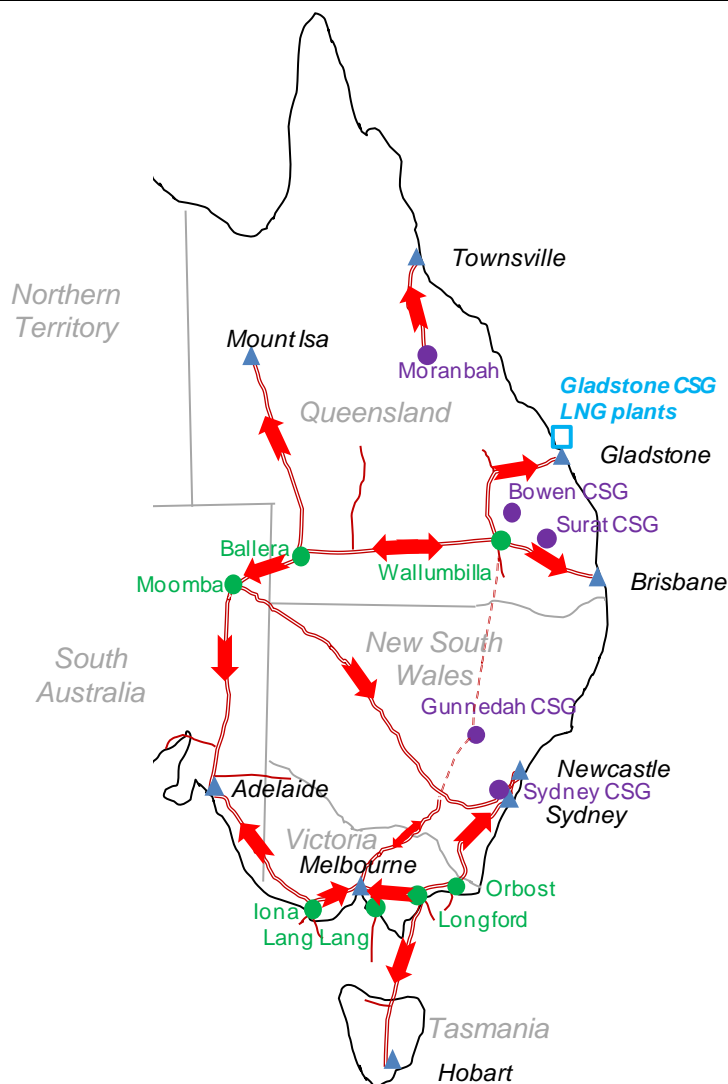 Townsville
Northern
Territory
Mount Isa
Moranbah
Gladstone CSG
LNG plants
Queensland
Gladstone
Bowen CSG
Surat CSG
Ballera
Wallumbilla
Moomba
Brisbane
New South
Wales
South
Australia
Gunnedah CSG
Newcastle
Adelaide
Sydney CSG
Sydney
Victoria
Melbourne
Orbost
Iona
Longford
Lang Lang
Tasmania
Hobart